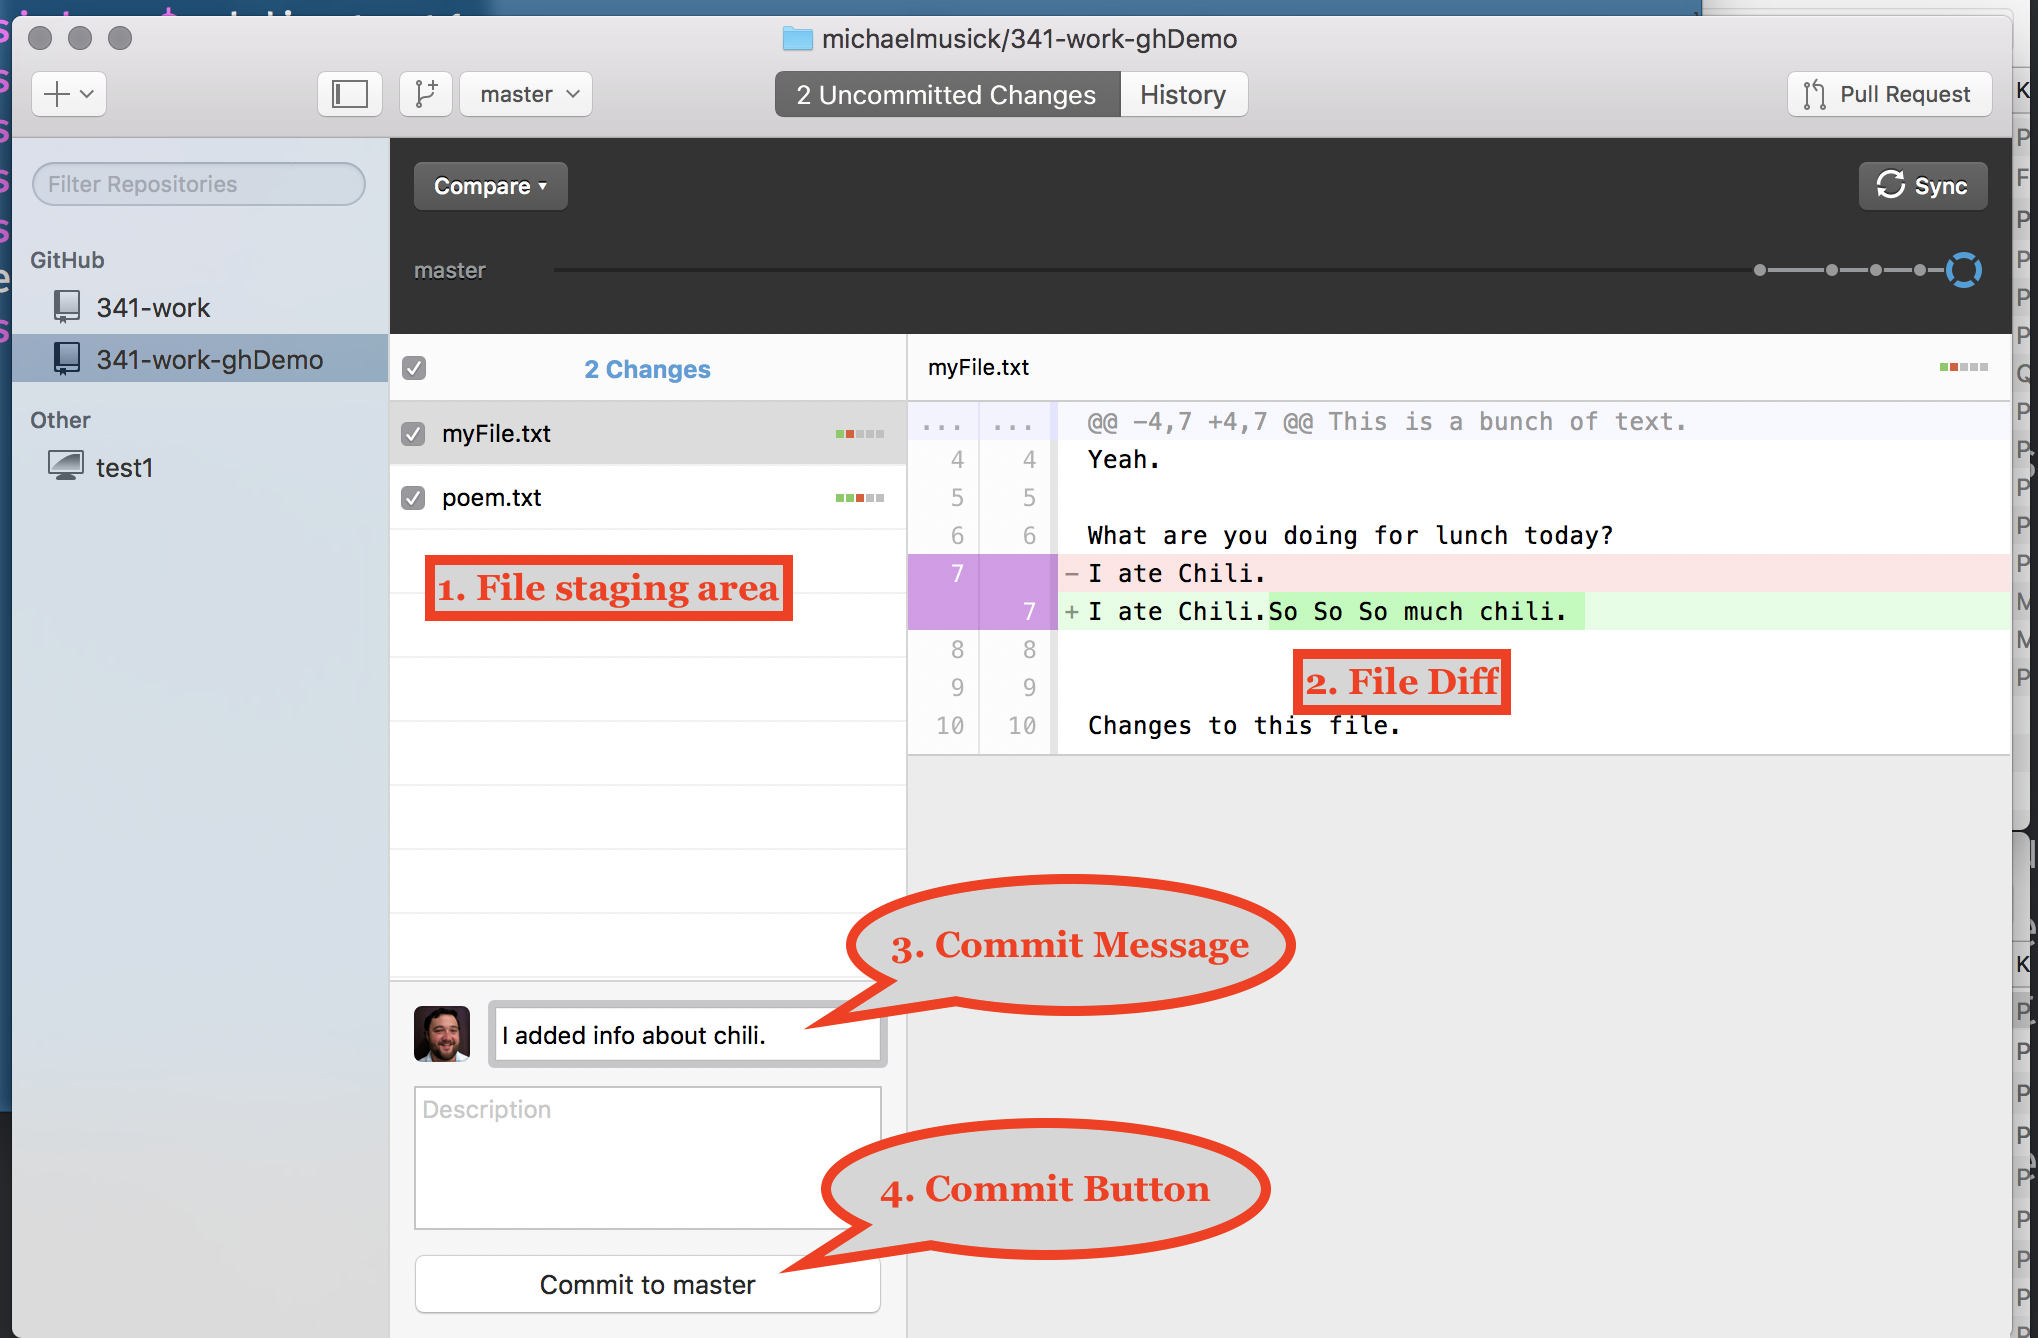 michaelmusick/341-work-ghDemo
master
2 Uncommitted Changes
History
Pull Request
Filter Repositories
GitHub
341-work
341-work-ghDemo
Other
test1
Compare
Sync
master
2 Changes
myFile.txt
poem.txt
1. File staging area
myFile.txt
... ... @@ -4,7 +4,7 @@ This is a bunch of text.
4 4 Yeah.
5 5
6 6 What are you doing for lunch today?
7 - I ate Chili.
7 + I ate Chili.So So So much chili.
8 8
9 9
2. File Diff
10 10 Changes to this file.
3. Commit Message
I added info about chili.
Description
4. Commit Button
Commit to master